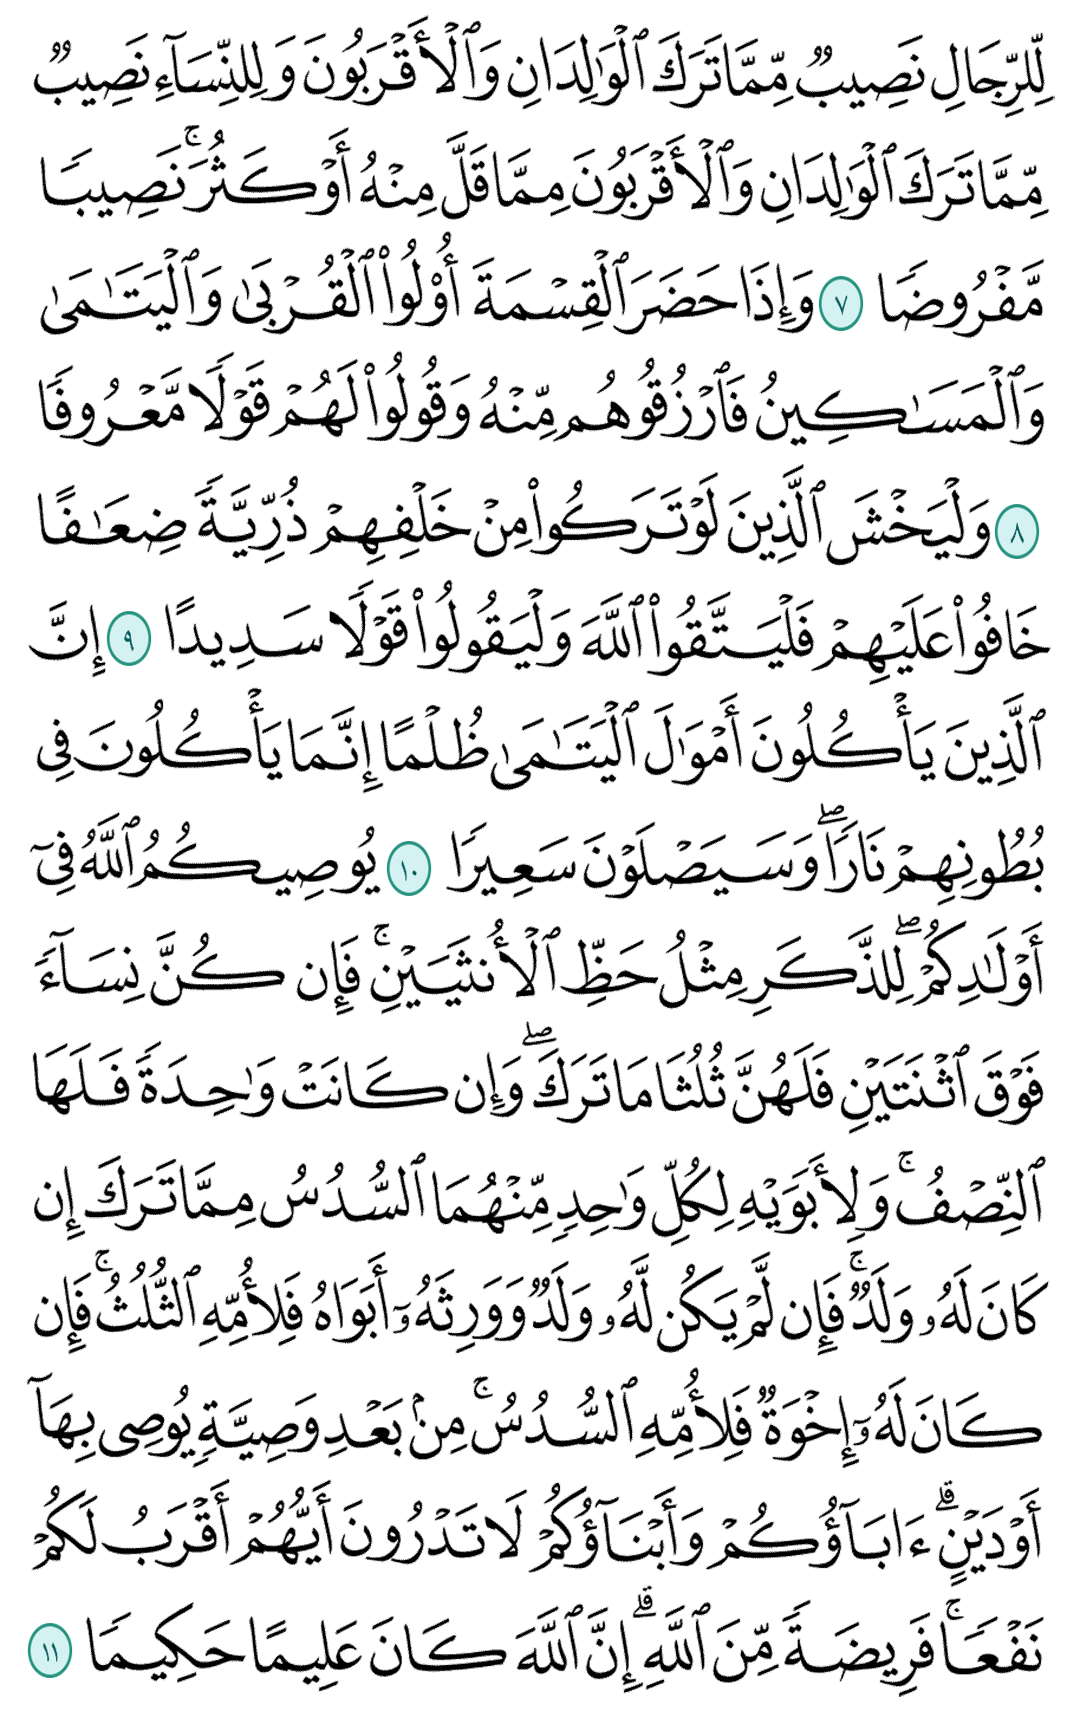 لِّلرِّجَالِ نَصِيبٞ مِّمَّا تَرَكَ ٱلۡوَٰلِدَانِ وَٱلۡأَقۡرَبُونَ وَلِلنِّسَآءِ نَصِيبٞ
مِّمَّا تَرَكَ ٱلۡوَٰلِدَانِ وَٱلۡأَقۡرَبُونَ مِمَّا قَلَّ مِنۡهُ أَوۡ كَثُرَۚ نَصِيبٗا
مَّفۡرُوضٗا ٧ وَإِذَا حَضَرَ ٱلۡقِسۡمَةَ أُوْلُواْ ٱلۡقُرۡبَىٰ وَٱلۡيَتَٰمَىٰ
وَٱلۡمَسَٰكِينُ فَٱرۡزُقُوهُم مِّنۡهُ وَقُولُواْ لَهُمۡ قَوۡلٗا مَّعۡرُوفٗا
٨ وَلۡيَخۡشَ ٱلَّذِينَ لَوۡ تَرَكُواْ مِنۡ خَلۡفِهِمۡ ذُرِّيَّةٗ ضِعَٰفًا
خَافُواْ عَلَيۡهِمۡ فَلۡيَتَّقُواْ ٱللَّهَ وَلۡيَقُولُواْ قَوۡلٗا سَدِيدًا ٩ إِنَّ
ٱلَّذِينَ يَأۡكُلُونَ أَمۡوَٰلَ ٱلۡيَتَٰمَىٰ ظُلۡمًا إِنَّمَا يَأۡكُلُونَ فِي
بُطُونِهِمۡ نَارٗاۖ وَسَيَصۡلَوۡنَ سَعِيرٗا ١٠ يُوصِيكُمُ ٱللَّهُ فِيٓ
أَوۡلَٰدِكُمۡۖ لِلذَّكَرِ مِثۡلُ حَظِّ ٱلۡأُنثَيَيۡنِۚ فَإِن كُنَّ نِسَآءٗ
فَوۡقَ ٱثۡنَتَيۡنِ فَلَهُنَّ ثُلُثَا مَا تَرَكَۖ وَإِن كَانَتۡ وَٰحِدَةٗ فَلَهَا
ٱلنِّصۡفُۚ وَلِأَبَوَيۡهِ لِكُلِّ وَٰحِدٖ مِّنۡهُمَا ٱلسُّدُسُ مِمَّا تَرَكَ إِن
كَانَ لَهُۥ وَلَدٞۚ فَإِن لَّمۡ يَكُن لَّهُۥ وَلَدٞ وَوَرِثَهُۥٓ أَبَوَاهُ فَلِأُمِّهِ ٱلثُّلُثُۚ فَإِن
كَانَ لَهُۥٓ إِخۡوَةٞ فَلِأُمِّهِ ٱلسُّدُسُۚ مِنۢ بَعۡدِ وَصِيَّةٖ يُوصِي بِهَآ
أَوۡ دَيۡنٍۗ ءَابَآؤُكُمۡ وَأَبۡنَآؤُكُمۡ لَا تَدۡرُونَ أَيُّهُمۡ أَقۡرَبُ لَكُمۡ
نَفۡعٗاۚ فَرِيضَةٗ مِّنَ ٱللَّهِۗ إِنَّ ٱللَّهَ كَانَ عَلِيمًا حَكِيمٗا ١١